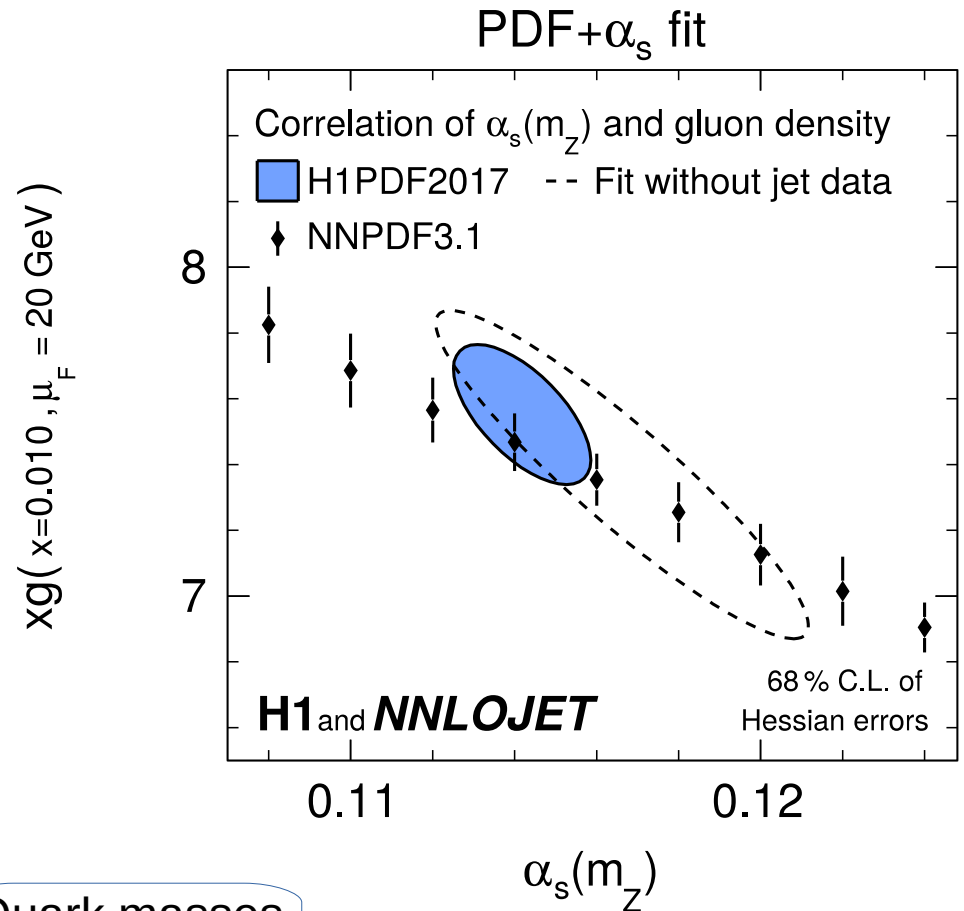 PDF+αs fit
Correlation of αs(mZ) and gluon density
H1PDF2017 -- Fit without jet data
NNPDF3.1
xg( x=0.010 ,μF = 20 GeV )
8
7
68 % C.L. of
H1 and NNLOJET Hessian errors
0.11 0.12
αs(mZ)
Quark masses